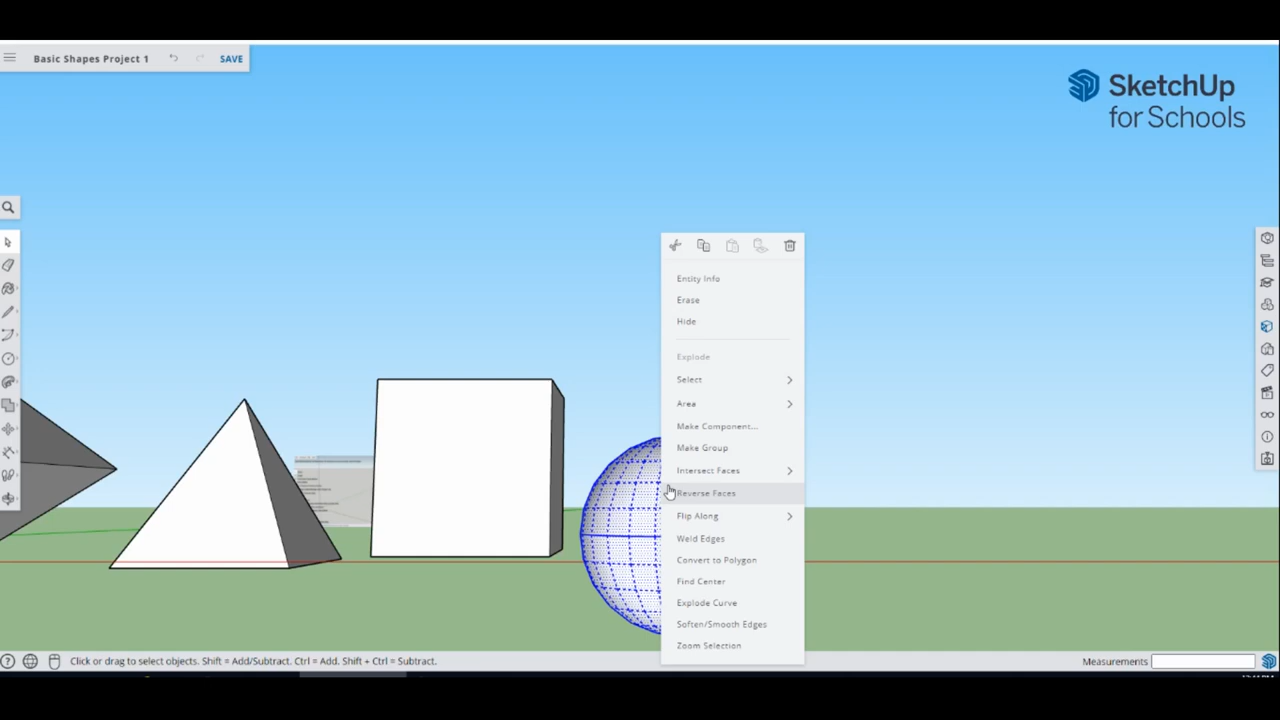 Basic Shapes Project 1
SAVE
SketchUp
for Schools
Entity Info
Erase
Hide
Explode
Select
Area
Make Component...
Make Group
Intersect Faces
Reverse Faces
Flip Along
Weld Edges
Convert to Polygon
Find Center
Explode Curve
Soften/Smooth Edges
Zoom Selection
Click or drag to select objects. Shift = Add/Subtract. Ctrl = Add. Shift + Ctrl = Subtract.
Measurements